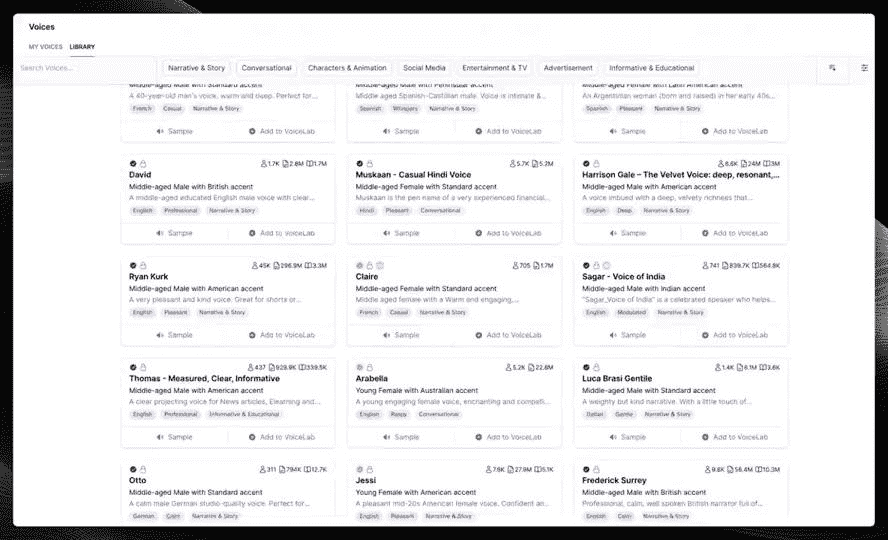 Voices
MY VOICES LIBRARY
Search Voices...
Narrative & Story Conversational Characters & Animation Social Media Entertainment & TV Advertisement Informative & Educational
A 40-year-old man's voice, warm and deep. Perfect for...
French Casual Narrative & Story
Sample Add to VoiceLab
Middle aged Spanish-Castilian male. Voice is intimate &...
Spanish Whispery Narrative & Story
Sample Add to VoiceLab
An Argentinian woman (born and raised) in her early 40s...
Spanish Pleasant Narrative & Story
Sample Add to VoiceLab
1.7K 2.8M 1.7M
David
Middle-aged Male with British accent
A middle-aged educated English male voice with clear...
English Professional Narrative & Story
Sample Add to VoiceLab
5.7K 5.2M
Muskaan - Casual Hindi Voice
Middle-aged Female with Standard accent
Muskaan is the pen name of a very experienced financial...
Hindi Pleasant Conversational
Sample Add to VoiceLab
6.6K 24M 3M
Harrison Gale – The Velvet Voice: deep, resonant,...
Middle-aged Male with American accent
A voice imbued with a deep, velvety richness that...
English Deep Narrative & Story
Sample Add to VoiceLab
45K 296.9M 3.3M
Ryan Kurk
Middle-aged Male with American accent
A very pleasant and kind voice. Great for shorts or...
English Pleasant Narrative & Story
Sample Add to VoiceLab
705 1.7M
Claire
Middle-aged Female with Standard accent
Middle aged female with a Warm and engaging,...
French Casual Narrative & Story
Sample Add to VoiceLab
741 839.7K 564.8K
Sagar - Voice of India
Middle-aged Male with Indian accent
"Sagar_Voice of India" is a celebrated speaker who helps...
English Modulated Narrative & Story
Sample Add to VoiceLab
437 929.9K 339.5K
Thomas - Measured, Clear, Informative
Middle-aged Male with American accent
A clear projecting voice for News articles, Elearning and...
English Professional Informative & Educational
Sample Add to VoiceLab
5.2K 22.6M
Arabella
Young Female with Australian accent
A young engaging female voice, enchanting and compelli...
English Raspy Conversational
Sample Add to VoiceLab
1.4K 6.1M 3.6K
Luca Brasi Gentile
Middle-aged Male with Standard accent
A weighty but kind narrative. With a little touch of...
Italian Gentle Narrative & Story
Sample Add to VoiceLab
311 794K 12.7K
Otto
Middle-aged Male with Standard accent
A calm male German studio-quality voice. Perfect for...
German Calm Narrative & Story
7.6K 27.9M 5.1K
Jessi
Young Female with American accent
A pleasant mid-20s American female voice. Confident an...
English Pleasant Narrative & Story
9.8K 56.4M 10.3M
Frederick Surrey
Middle-aged Male with British accent
Professional, calm, well spoken British narrator full of...
English Calm Narrative & Story